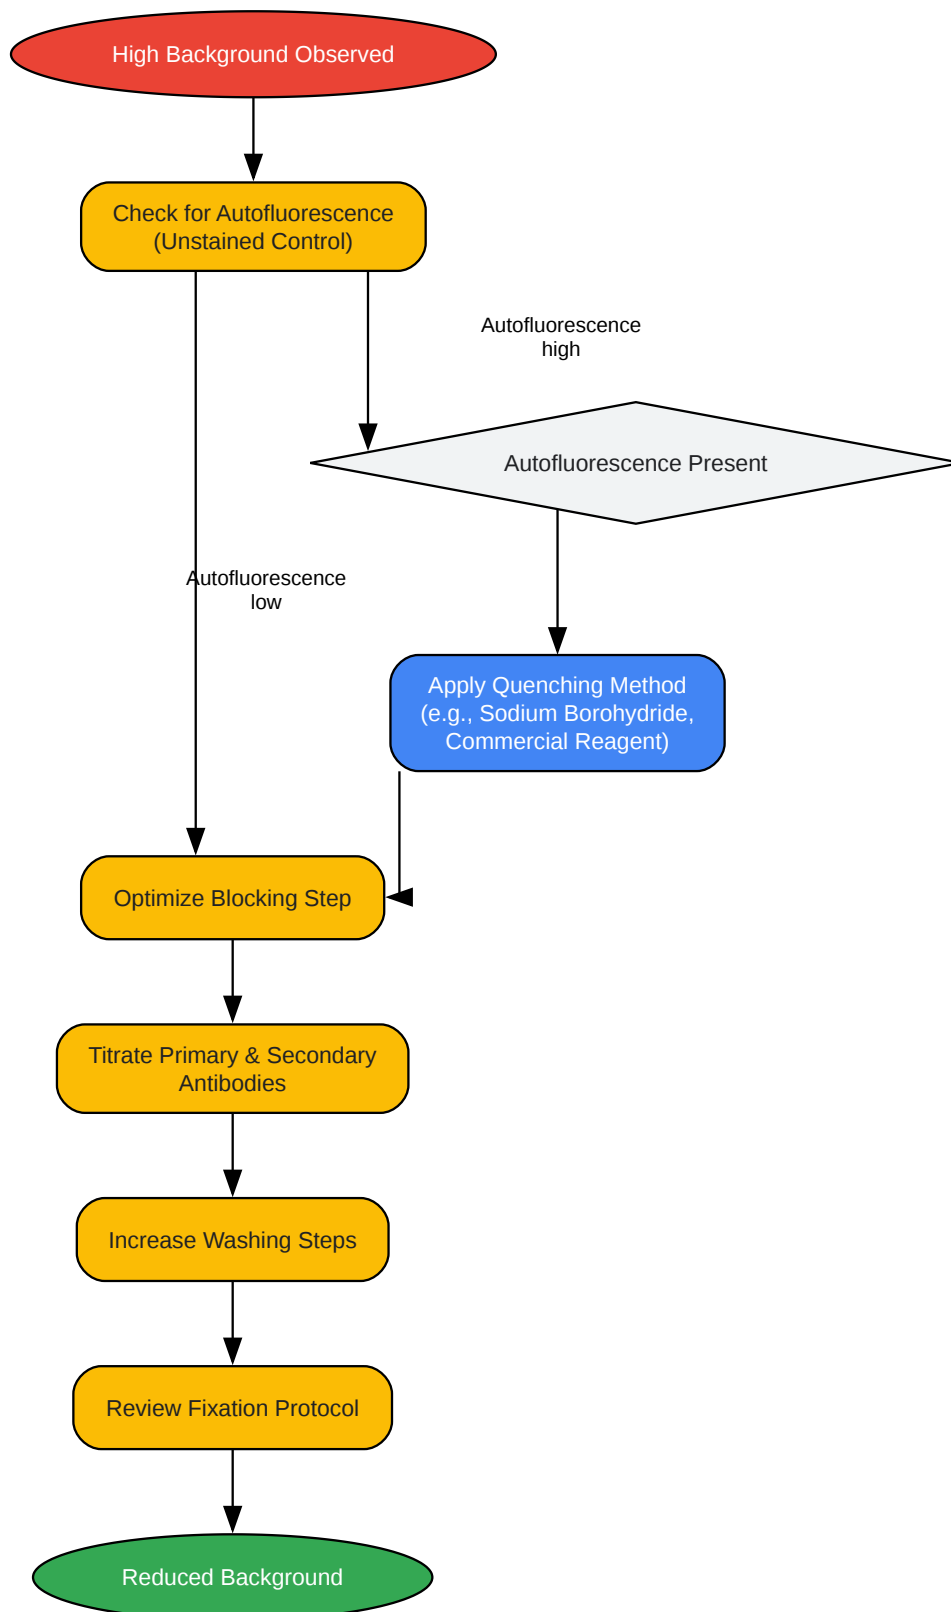 High Background Observed
Check for Autofluorescence
(Unstained Control)
Autofluorescence
high
Autofluorescence Present
Autofluorescence
low
Apply Quenching Method
(e.g., Sodium Borohydride,
Commercial Reagent)
Optimize Blocking Step
Titrate Primary & Secondary
Antibodies
Increase Washing Steps
Review Fixation Protocol
Reduced Background